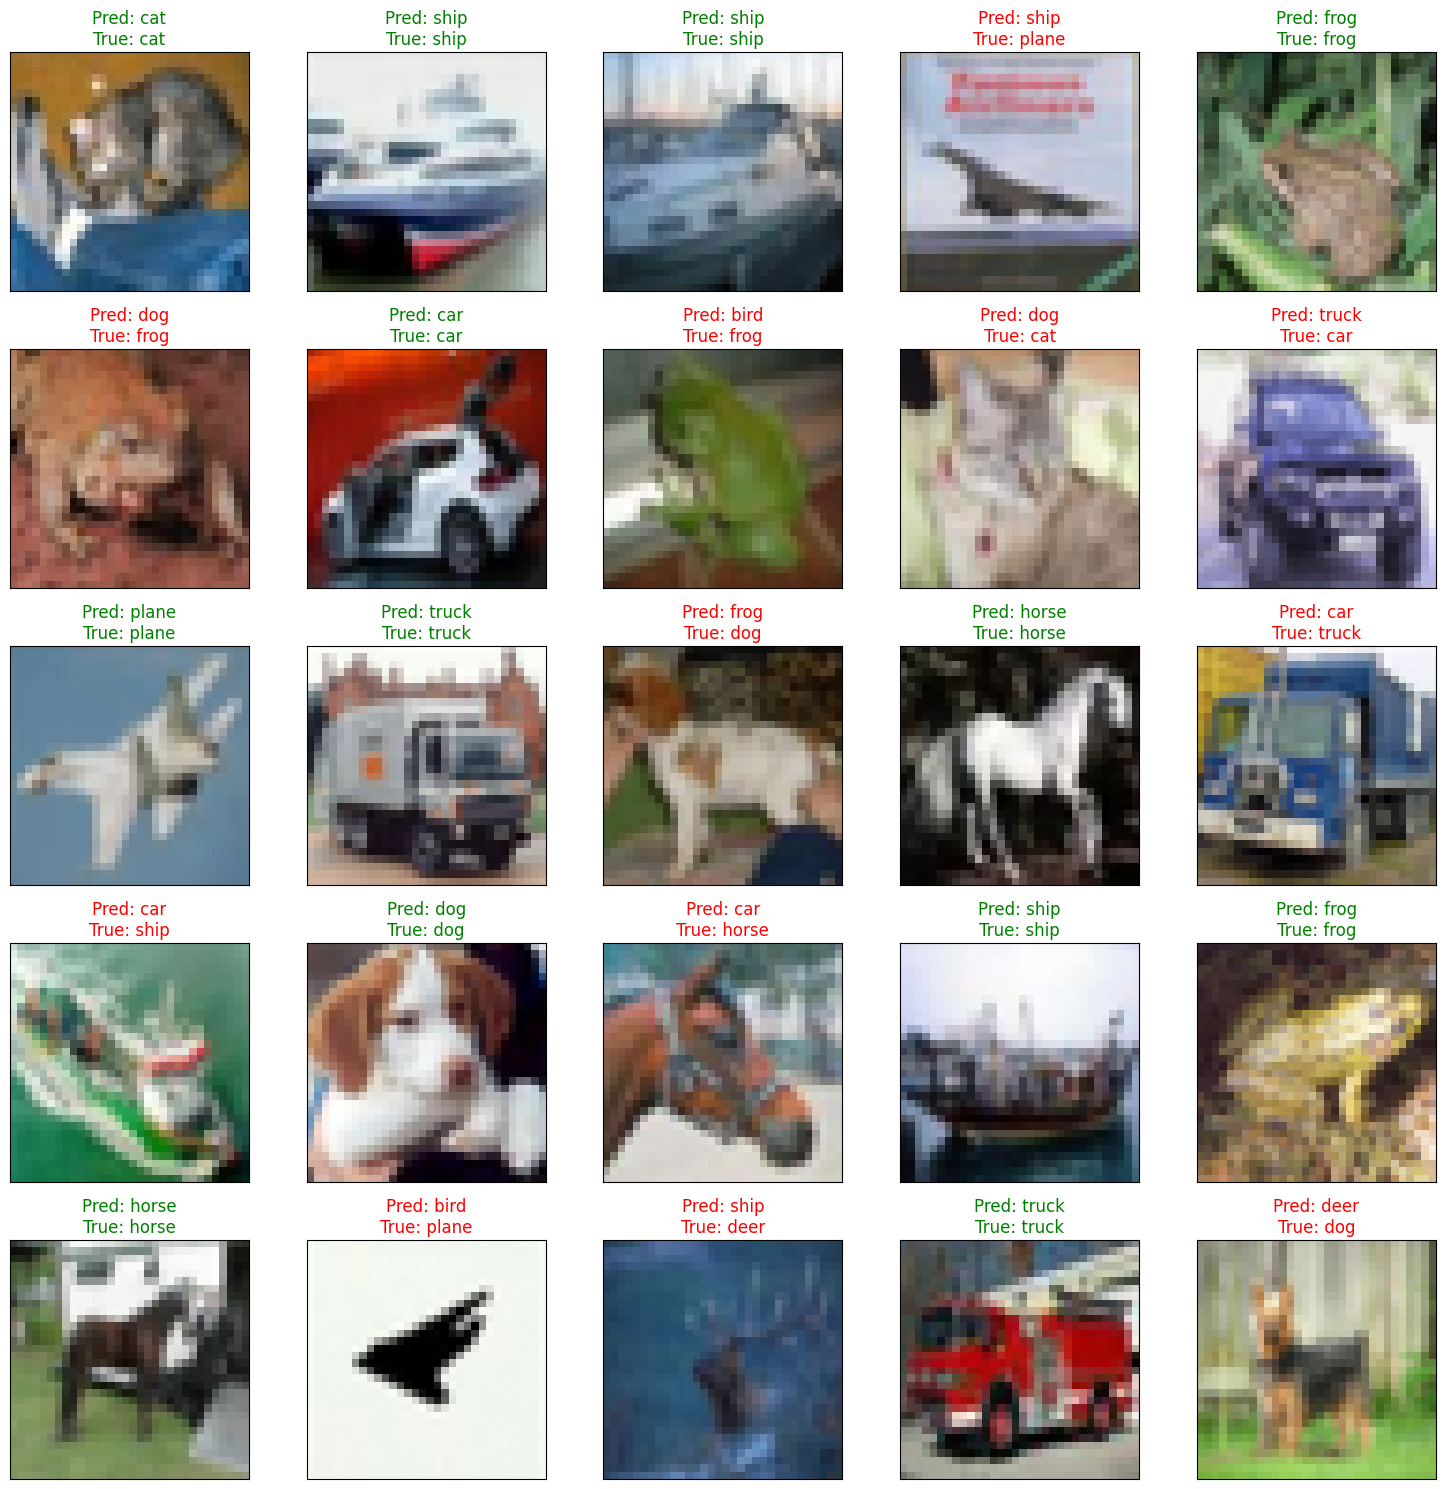 Pred: cat
True: cat
Pred: ship
True: ship
Pred: ship
True: ship
Pred: ship
True: plane
Pred: frog
True: frog
Pred: dog
True: frog
Pred: car
True: car
Pred: bird
True: frog
Pred: dog
True: cat
Pred: truck
True: car
Pred: plane
True: plane
Pred: truck
True: truck
Pred: frog
True: dog
Pred: horse
True: horse
Pred: car
True: truck
Pred: car
True: ship
Pred: dog
True: dog
Pred: car
True: horse
Pred: ship
True: ship
Pred: frog
True: frog
Pred: horse
True: horse
Pred: bird
True: plane
Pred: ship
True: deer
Pred: truck
True: truck
Pred: deer
True: dog